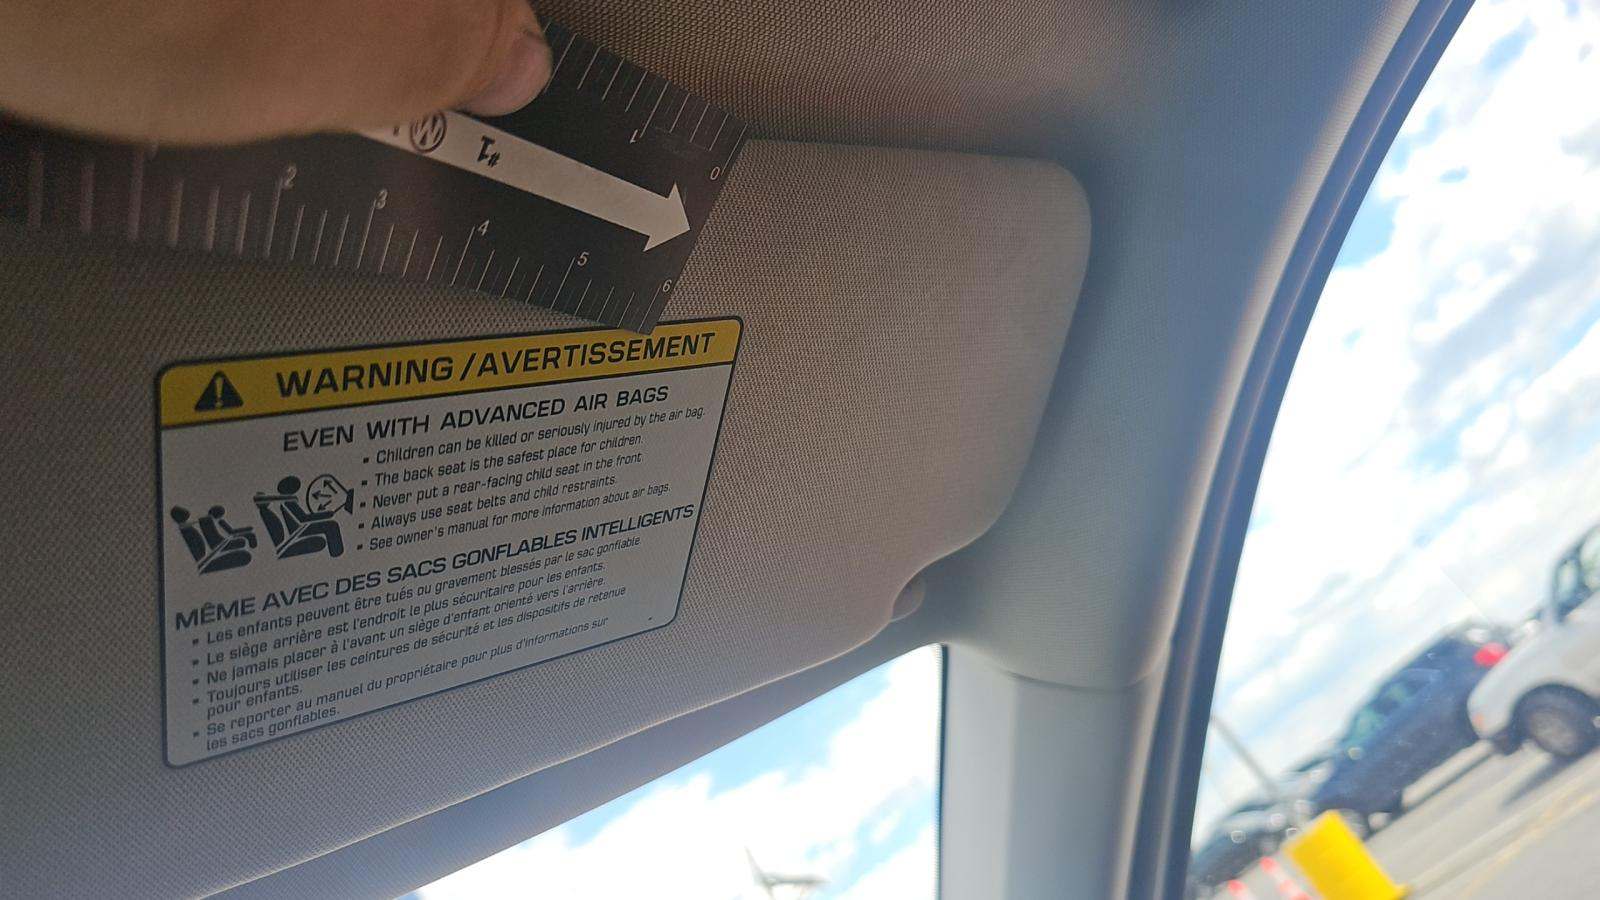 1
0
VW
#1
2
3
4
5
6
WARNING/AVERTISSEMENT
EVEN WITH ADVANCED AIR BAGS
▪ Children can be killed or seriously injured by the air bag.
▪ The back seat is the safest place for children.
▪ Never put a rear-facing child seat in the front.
▪ Always use seat belts and child restraints.
▪ See owner's manual for more information about air bags.
MÊME AVEC DES SACS GONFLABLES INTELLIGENTS
▪ Les enfants peuvent être tués ou gravement blessés par le sac gonflable.
▪ Le siège arrière est l'endroit le plus sécuritaire pour les enfants.
▪ Ne jamais placer à l'avant un siège d'enfant orienté vers l'arrière.
▪ Toujours utiliser les ceintures de sécurité et les dispositifs de retenue
pour enfants.
▪ Se reporter au manuel du propriétaire pour plus d'informations sur
les sacs gonflables.